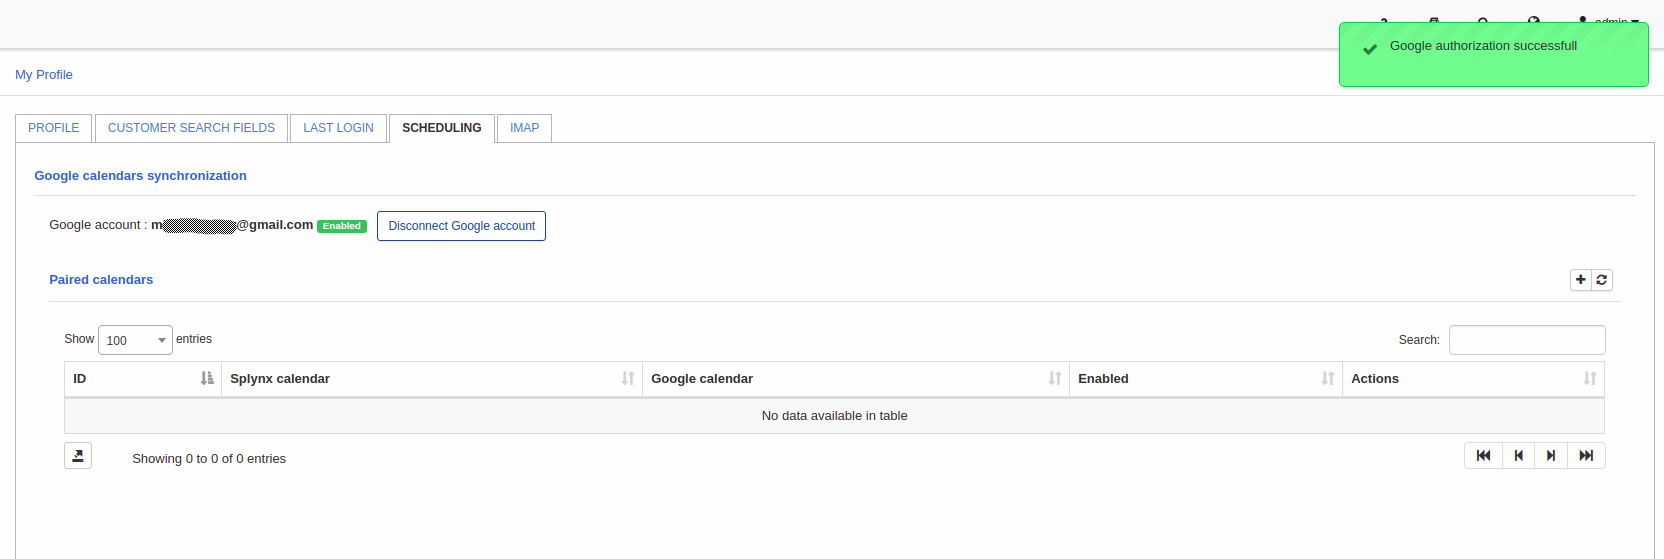 admin
Google authorization successfull
My Profile
PROFILE
CUSTOMER SEARCH FIELDS
LAST LOGIN
SCHEDULING
IMAP
Google calendars synchronization
Google account : m @gmail.com Enabled Disconnect Google account
Paired calendars
Show 100 entries
Search:
ID Splynx calendar Google calendar Enabled Actions
No data available in table
Showing 0 to 0 of 0 entries